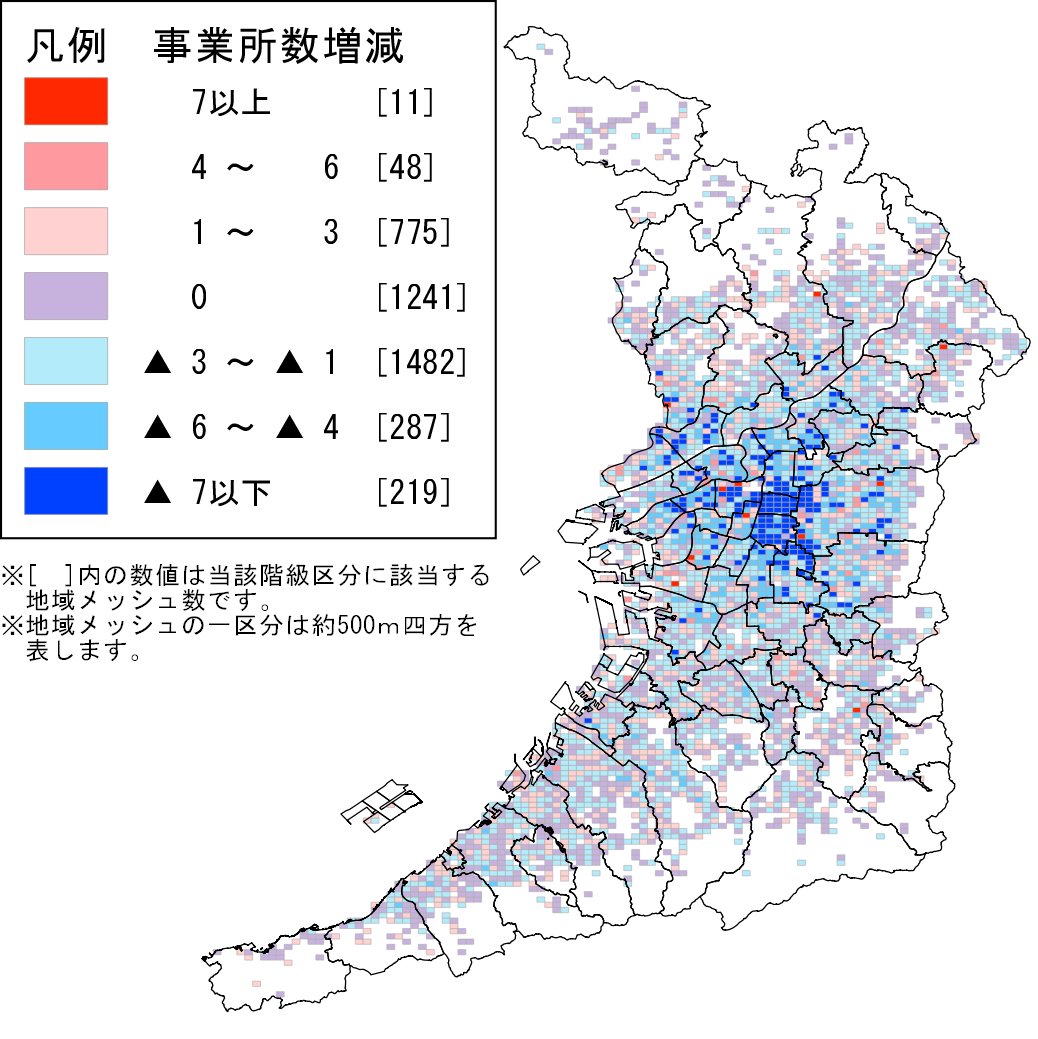 凡例 事業所数増減
7以上 [11]
4 ～ 6 [48]
1 ～ 3 [775]
0 [1241]
▲ 3 ～ ▲ 1 [1482]
▲ 6 ～ ▲ 4 [287]
▲ 7以下 [219]
※[ ]内の数値は当該階級区分に該当する
地域メッシュ数です。
※地域メッシュの一区分は約500ｍ四方を
表します。